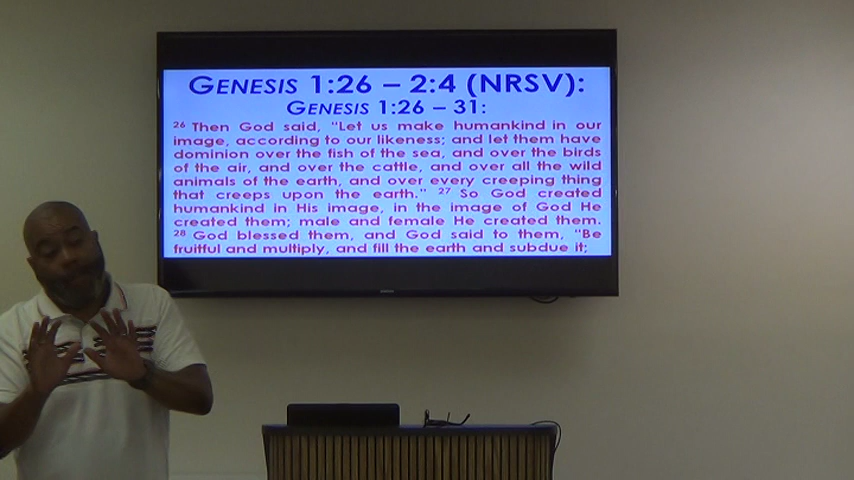 GENESIS 1:26 – 2:4 (NRSV):
GENESIS 1:26 – 31:
26 Then God said, "Let us make humankind in our
image, according to our likeness; and let them have
dominion over the fish of the sea, and over the birds
of the air, and over the cattle, and over all the wild
animals of the earth, and over every creeping thing
that creeps upon the earth." 27 So God created
humankind in His image, in the image of God He
created them; male and female He created them.
28 God blessed them, and God said to them, "Be
fruitful and multiply, and fill the earth and subdue it;